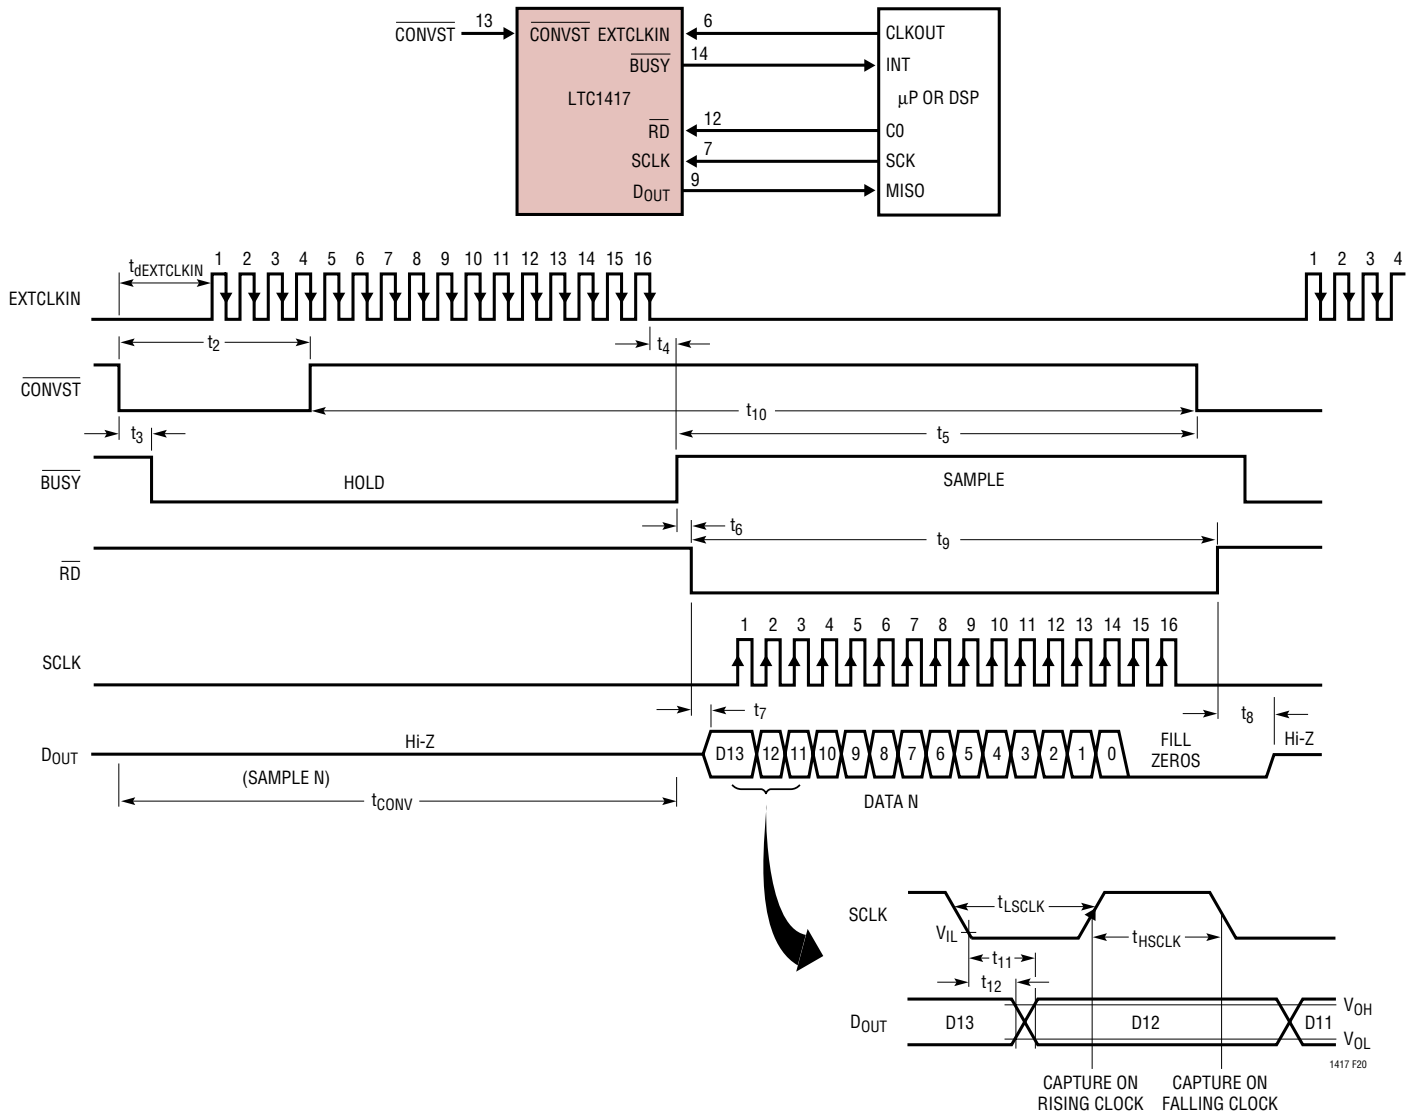 CONVST 13 CONVST EXTCLKIN 6 CLKOUT
BUSY 14 INT
LTC1417 µP OR DSP
RD 12 C0
SCLK 7 SCK
DOUT 9 MISO
tdEXTCLKIN 1 2 3 4 5 6 7 8 9 10 11 12 13 14 15 16 1 2 3 4
EXTCLKIN
t2 t4
CONVST
t10
t3 t5
BUSY HOLD SAMPLE
t6
t9
RD
1 2 3 4 5 6 7 8 9 10 11 12 13 14 15 16
SCLK
t7 t8
DOUT Hi-Z D13 12 11 10 9 8 7 6 5 4 3 2 1 0 FILL ZEROS Hi-Z
(SAMPLE N)
tCONV DATA N
SCLK tLSCLK
VIL tHSCLK
t11
t12
VOH
DOUT D13 D12 D11
VOL
1417 F20
CAPTURE ON RISING CLOCK
CAPTURE ON FALLING CLOCK